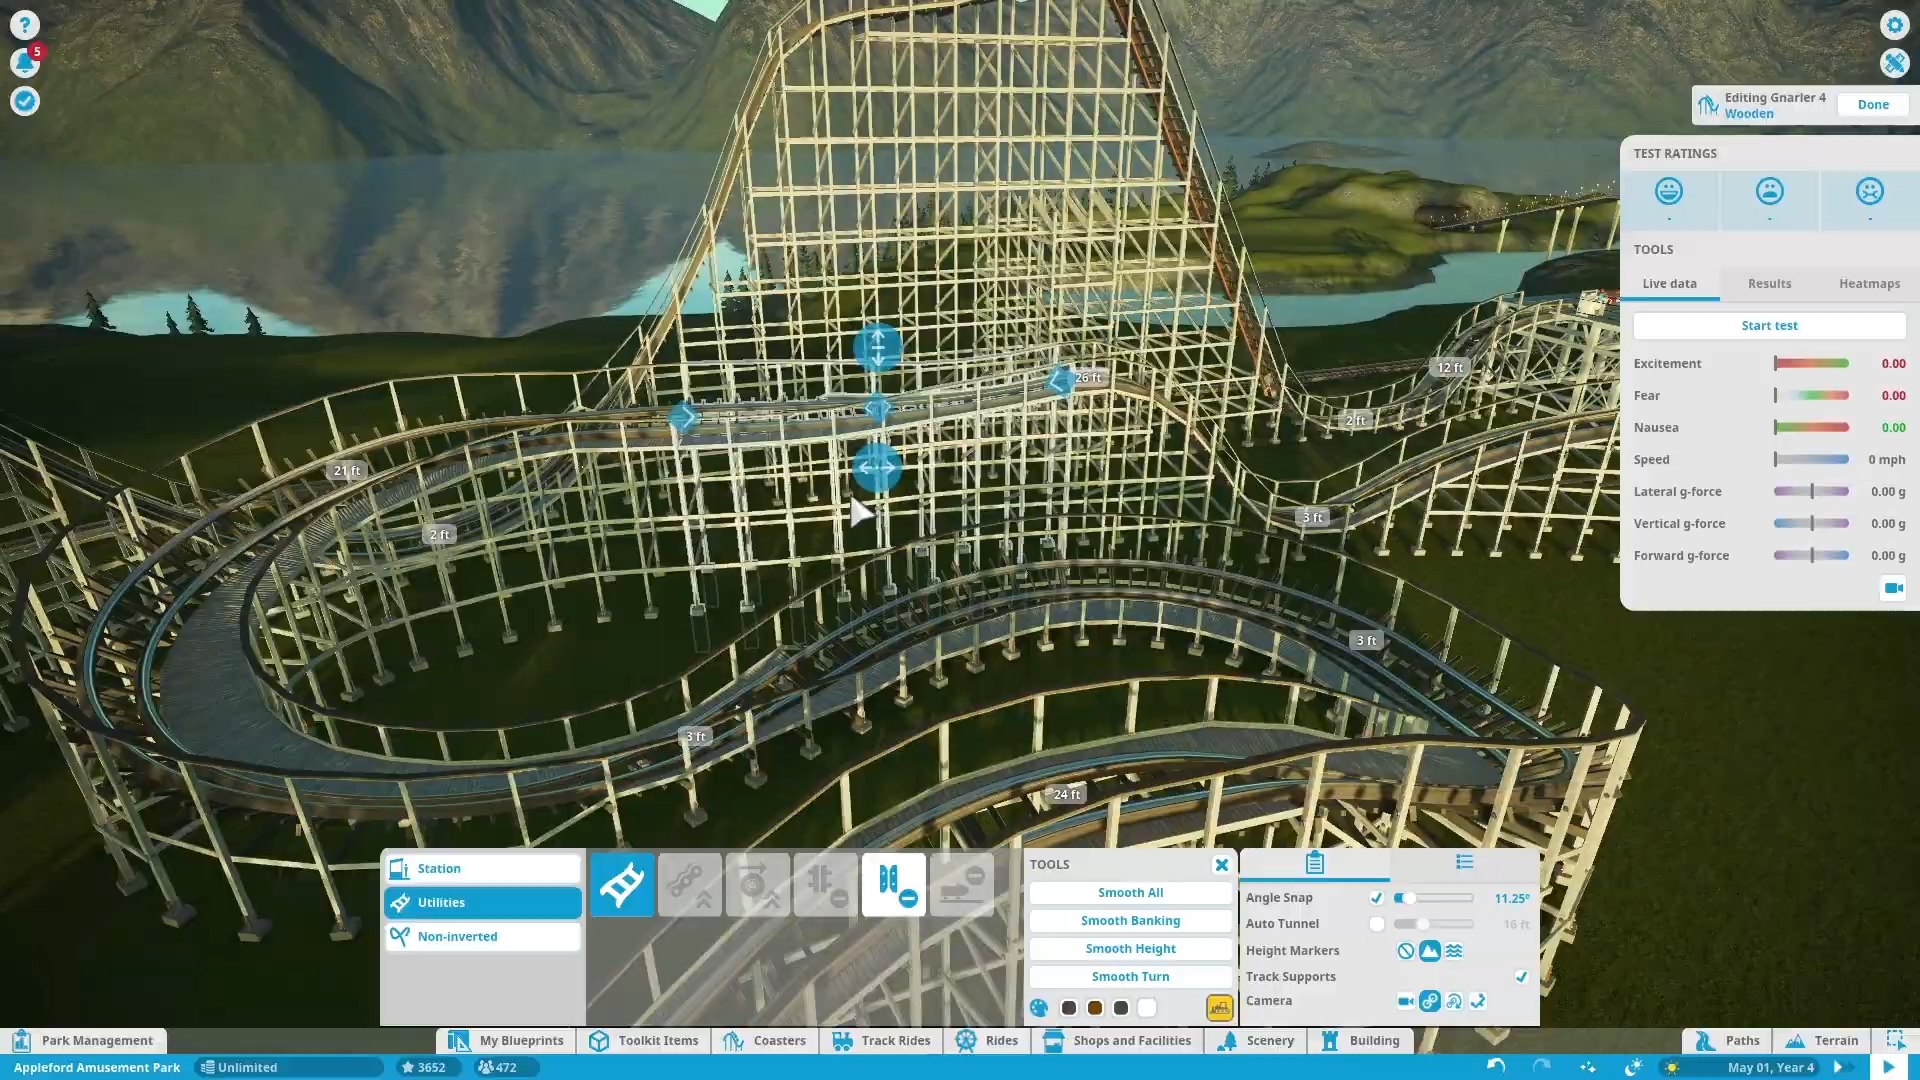 ?
5
Editing Gnarler 4
Wooden
Done
TEST RATINGS
-
-
-
TOOLS
Live data
Results
Heatmaps
Start test
Excitement 0.00
Fear 0.00
Nausea 0.00
Speed 0 mph
Lateral g-force 0.00 g
Vertical g-force 0.00 g
Forward g-force 0.00 g
26 ft
12 ft
2 ft
21 ft
2 ft
3 ft
3 ft
3 ft
24 ft
Station
Utilities
Non-inverted
TOOLS
Smooth All
Smooth Banking
Smooth Height
Smooth Turn
Angle Snap 11.25°
Auto Tunnel 16 ft
Height Markers
Track Supports
Camera
Park Management
My Blueprints
Toolkit Items
Coasters
Track Rides
Rides
Shops and Facilities
Scenery
Building
Paths
Terrain
Appleford Amusement Park
Unlimited
3652
472
May 01, Year 4